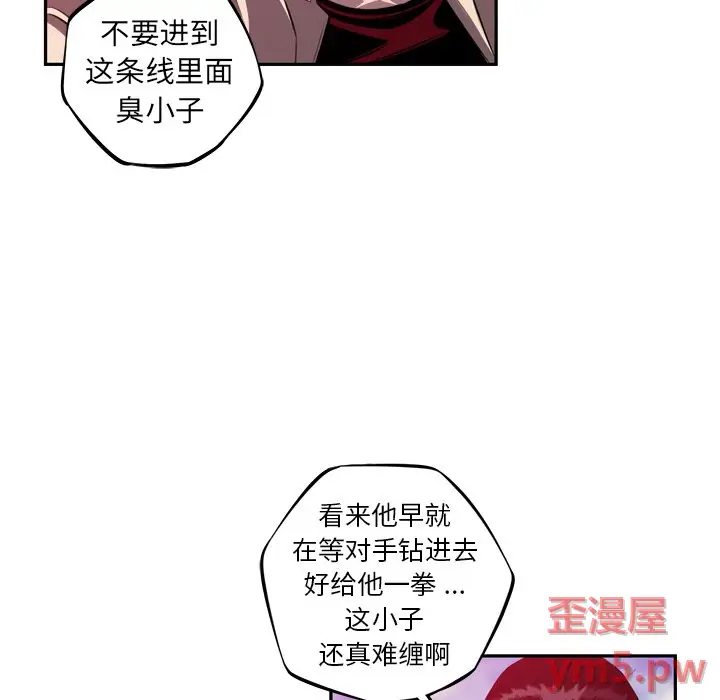 不要进到
这条线里面
臭小子
看来他早就
在等对手钻进去
好给他一拳 ...
这小子
还真难缠啊
歪漫屋
ym5.pw